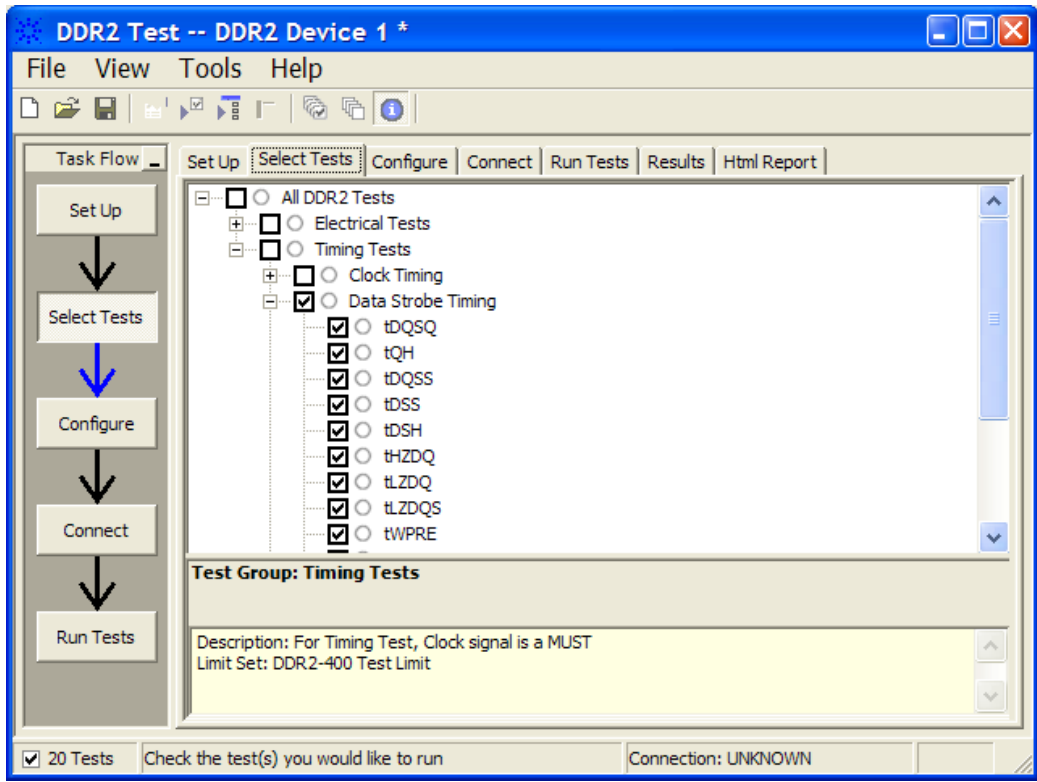 DDR2 Test -- DDR2 Device 1 *
File View Tools Help
Task Flow
Set Up
Select Tests
Configure
Connect
Run Tests
Set Up Select Tests Configure Connect Run Tests Results Html Report
All DDR2 Tests
Electrical Tests
Timing Tests
Clock Timing
Data Strobe Timing
tDQSQ
tQH
tDQSS
tDSS
tDSH
tHZDQ
tLZDQ
tLZDQS
tWPRE
Test Group: Timing Tests
Description: For Timing Test, Clock signal is a MUST
Limit Set: DDR2-400 Test Limit
20 Tests Check the test(s) you would like to run Connection: UNKNOWN